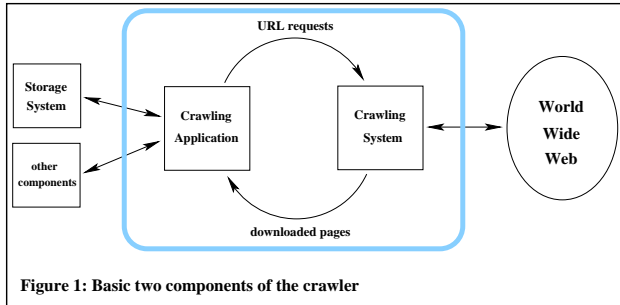 URL requests
Storage
System
Crawling
Application
Crawling
System
World
Wide
Web
other
components
downloaded pages
Figure 1: Basic two components of the crawler